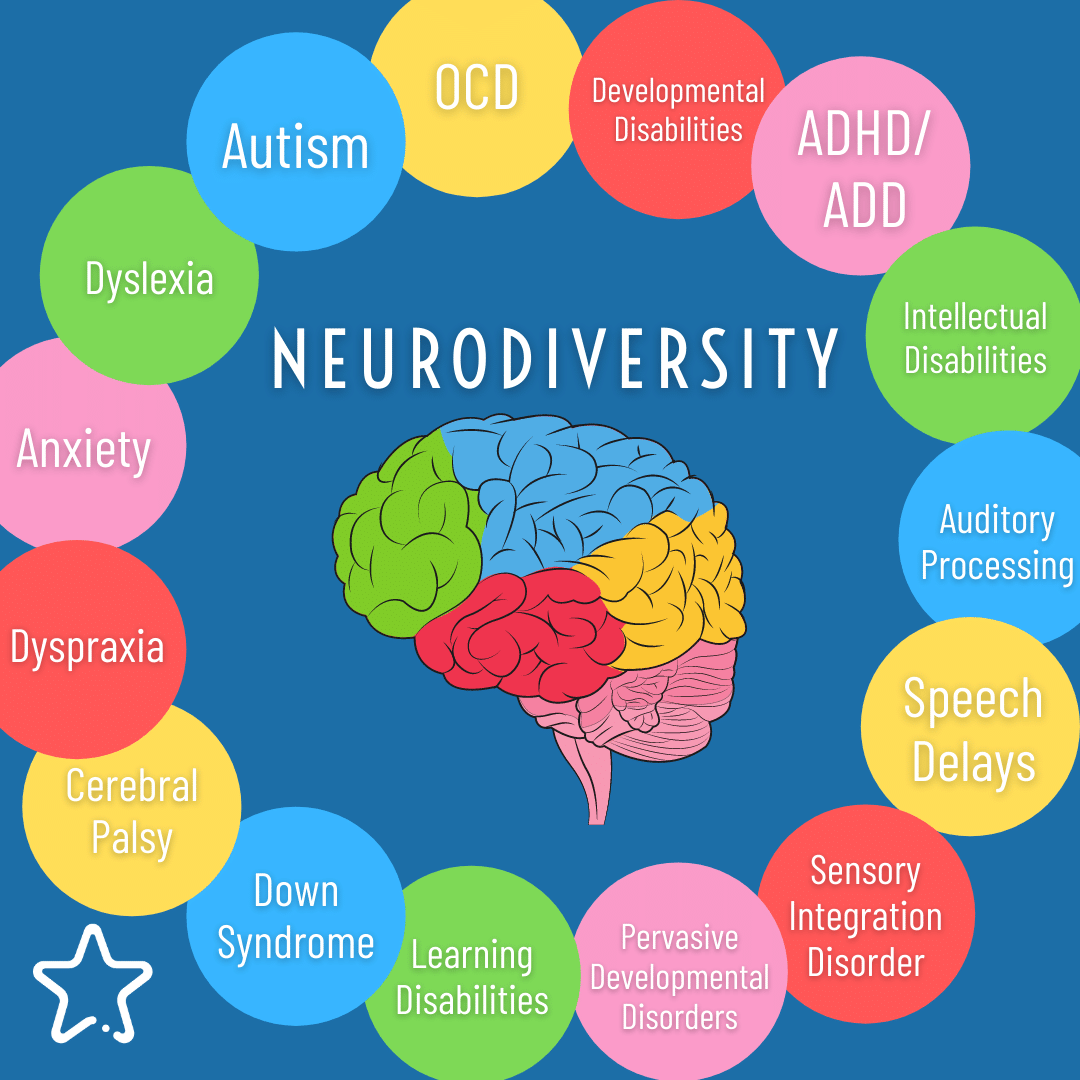 OCD
Developmental
Disabilities
ADHD/
ADD
Autism
Dyslexia
Intellectual
Disabilities
NEURODIVERSITY
Anxiety
Auditory
Processing
Dyspraxia
Speech
Delays
Cerebral
Palsy
Down
Syndrome
Learning
Disabilities
Pervasive
Developmental
Disorders
Sensory
Integration
Disorder